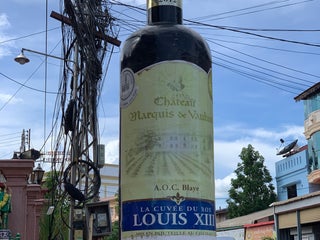 Château
Marquis de Vauban
A.O.C. Blaye
LA CUVÉE DU ROY
LOUIS XIII